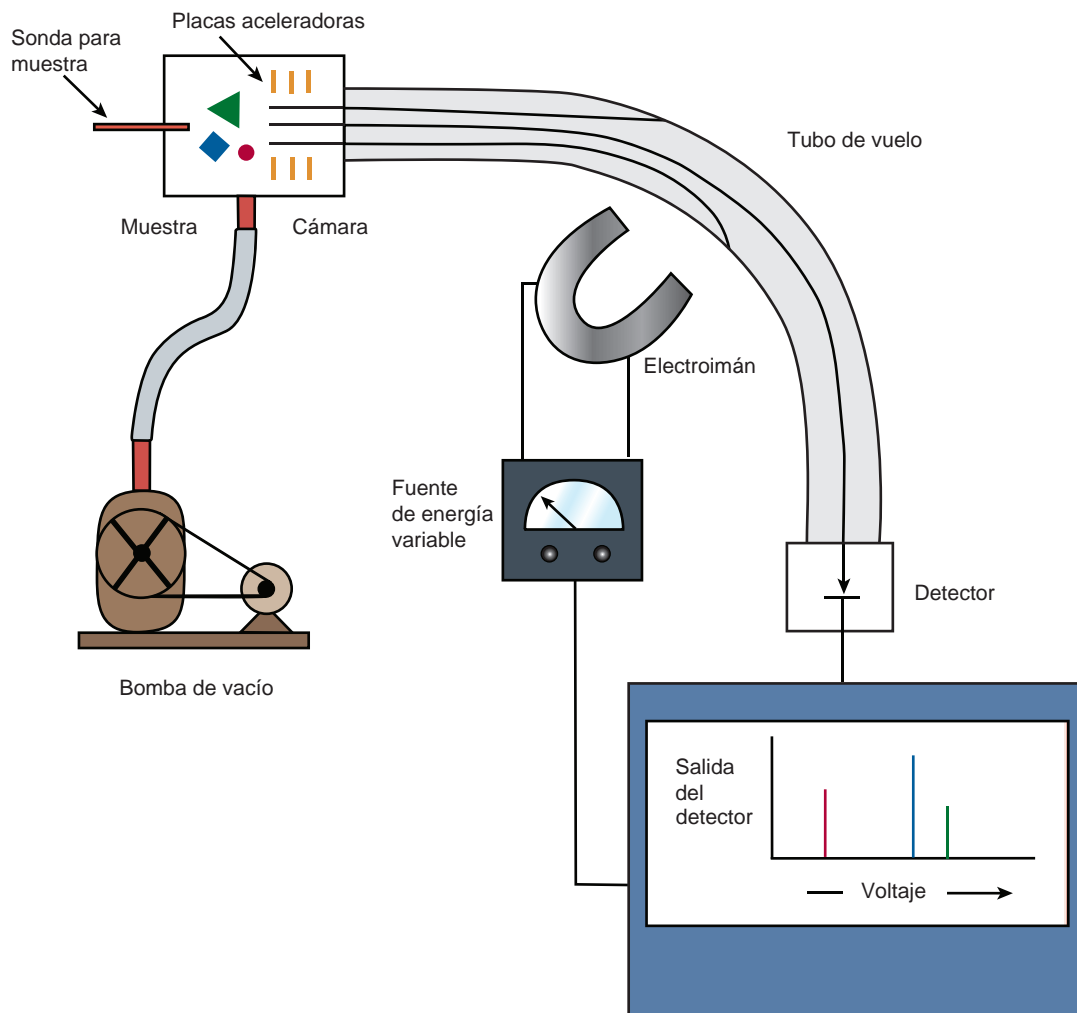 Placas aceleradoras
Sonda para
muestra
Tubo de vuelo
Muestra
Cámara
Electroimán
Fuente
de energía
variable
Detector
Bomba de vacío
Salida
del
detector
Voltaje